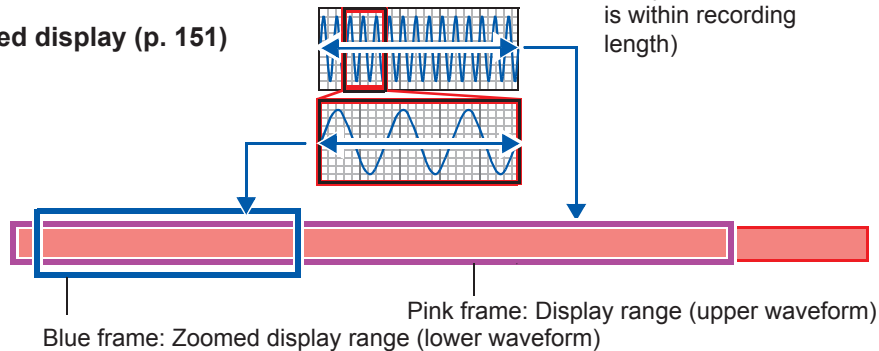 ed display (p. 151)
is within recording
length)
Pink frame: Display range (upper waveform)
Blue frame: Zoomed display range (lower waveform)